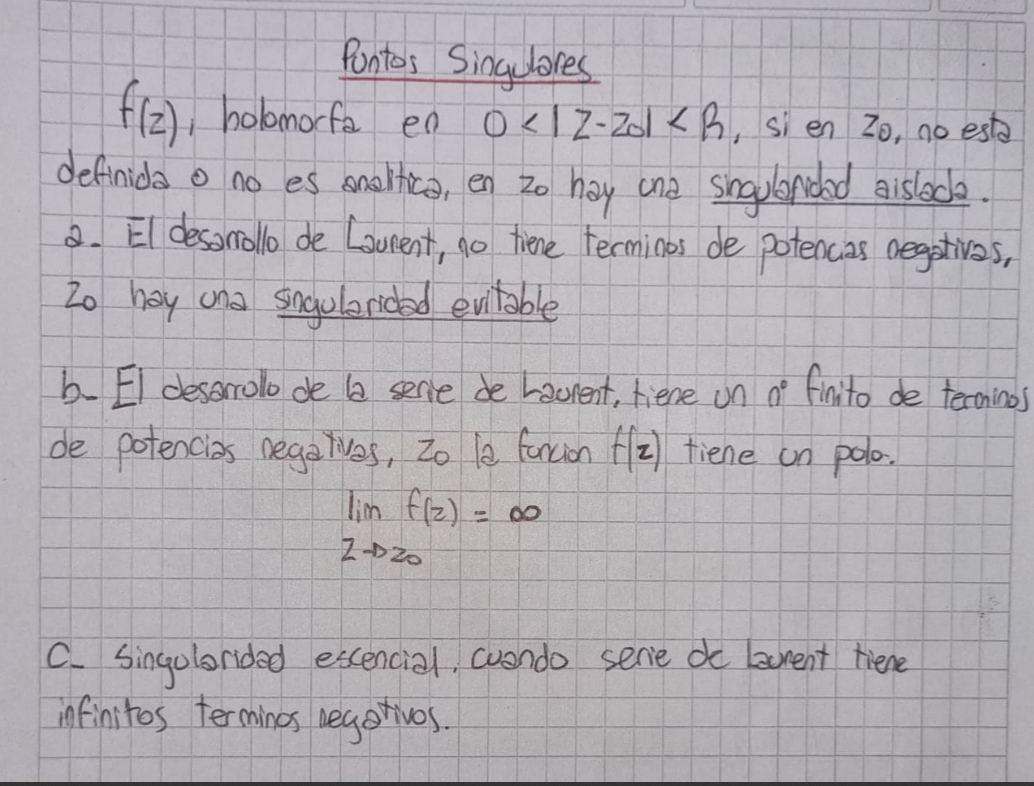 Puntos Singulares
f(z), holomorfa en 0 < |z-z0| < R, si en z0, no está
definida o no es analitica, en z0 hay una singularidad aislada.
a- El desarrollo de Laurent, no tiene terminos de potencias negativas,
z0 hay una singularidad evitable
b- El desarrollo de la serie de Laurent, tiene un nº finito de terminos
de potencias negativas, z0 la funcion f(z) tiene un polo.
lim f(z) = ∞
z→z0
C- Singularidad escencial. cuando serie de laurent tiene
infinitos terminos negativos.